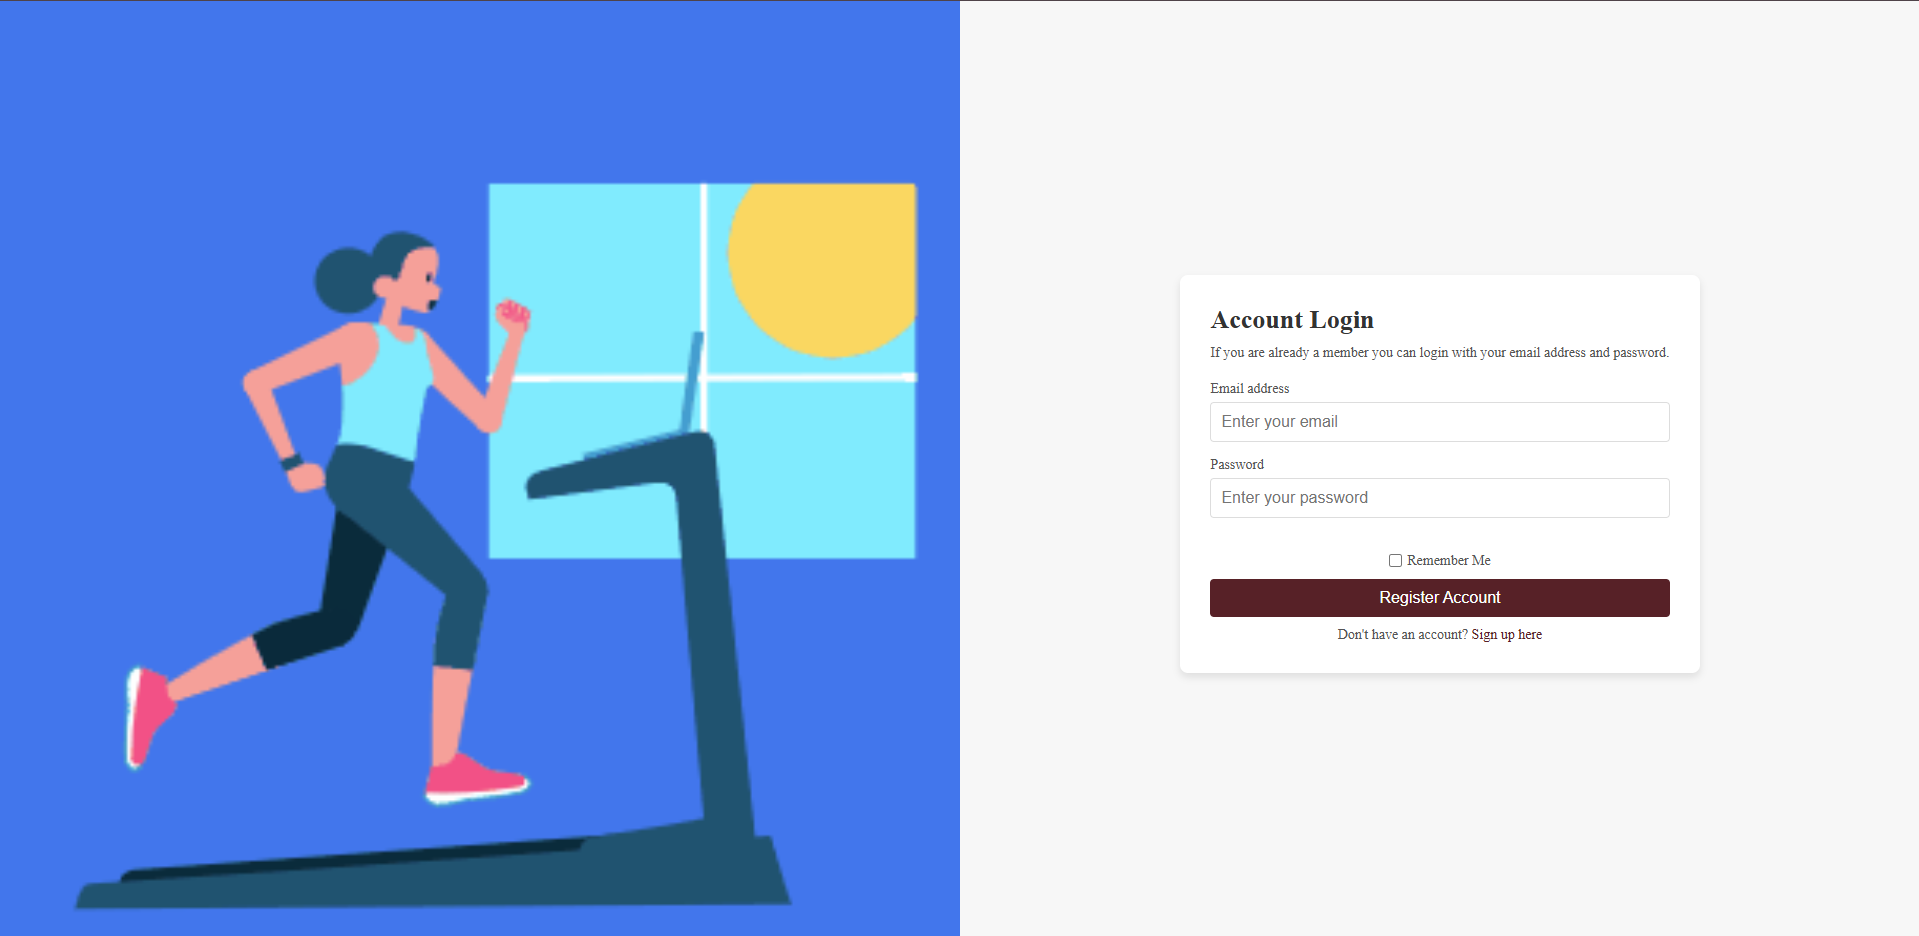 Account Login
If you are already a member you can login with your email address and password.
Email address
Enter your email
Password
Enter your password
Remember Me
Register Account
Don't have an account? Sign up here